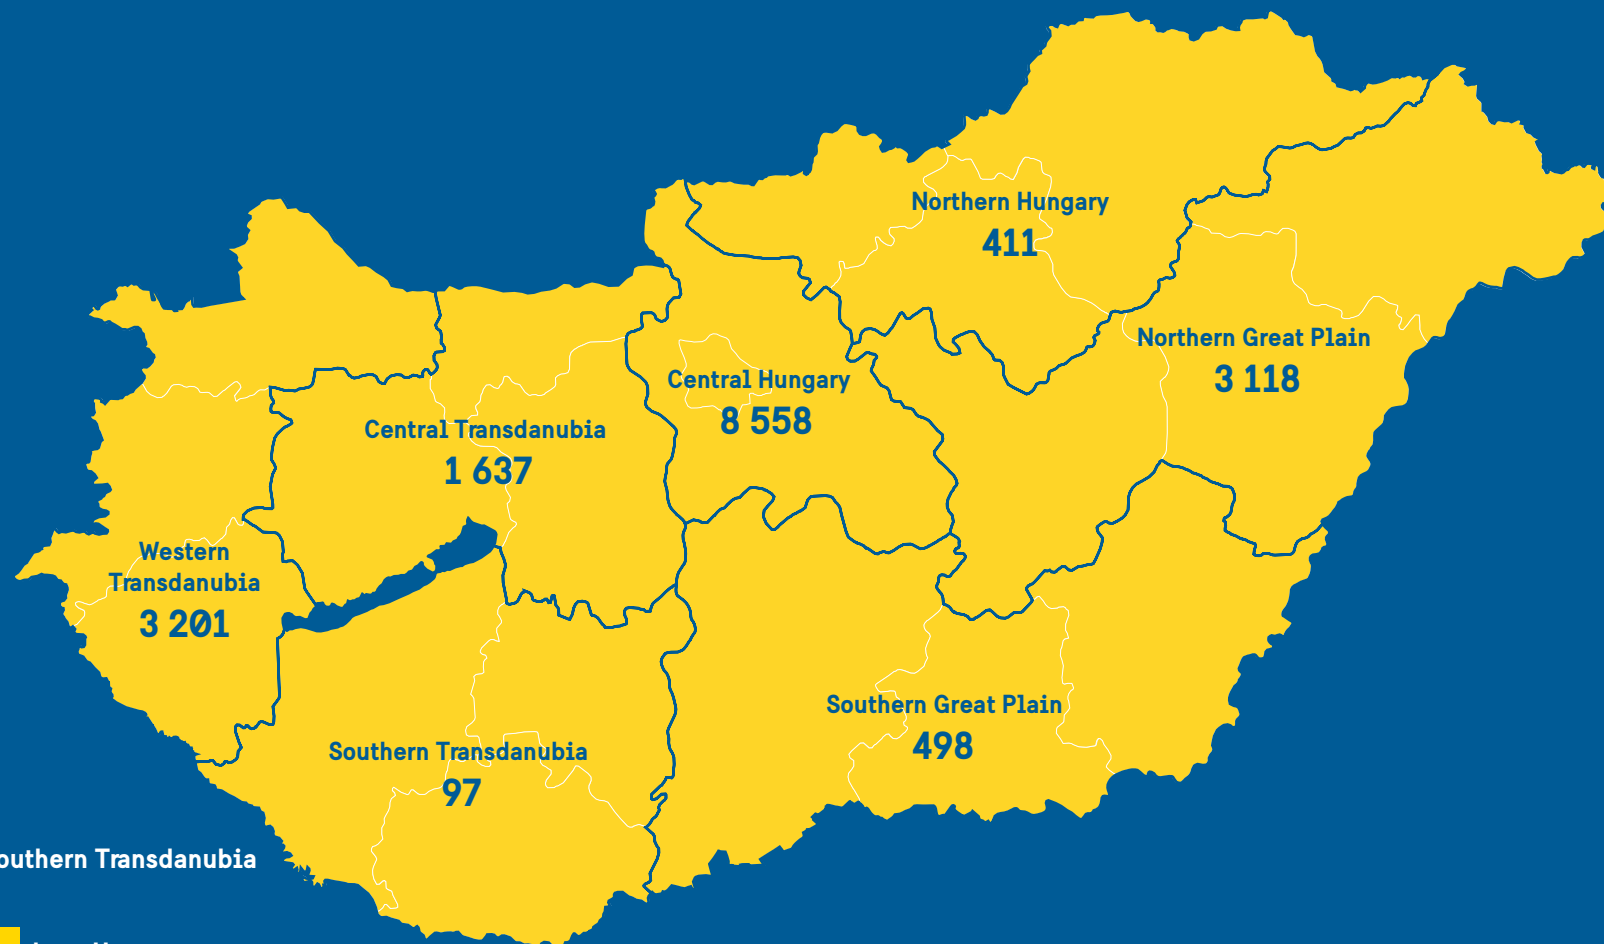 Northern Hungary
411
Northern Great Plain
3 118
Central Hungary
8 558
Central Transdanubia
1 637
Western
Transdanubia
3 201
Southern Great Plain
498
Southern Transdanubia
97
Transdanubia